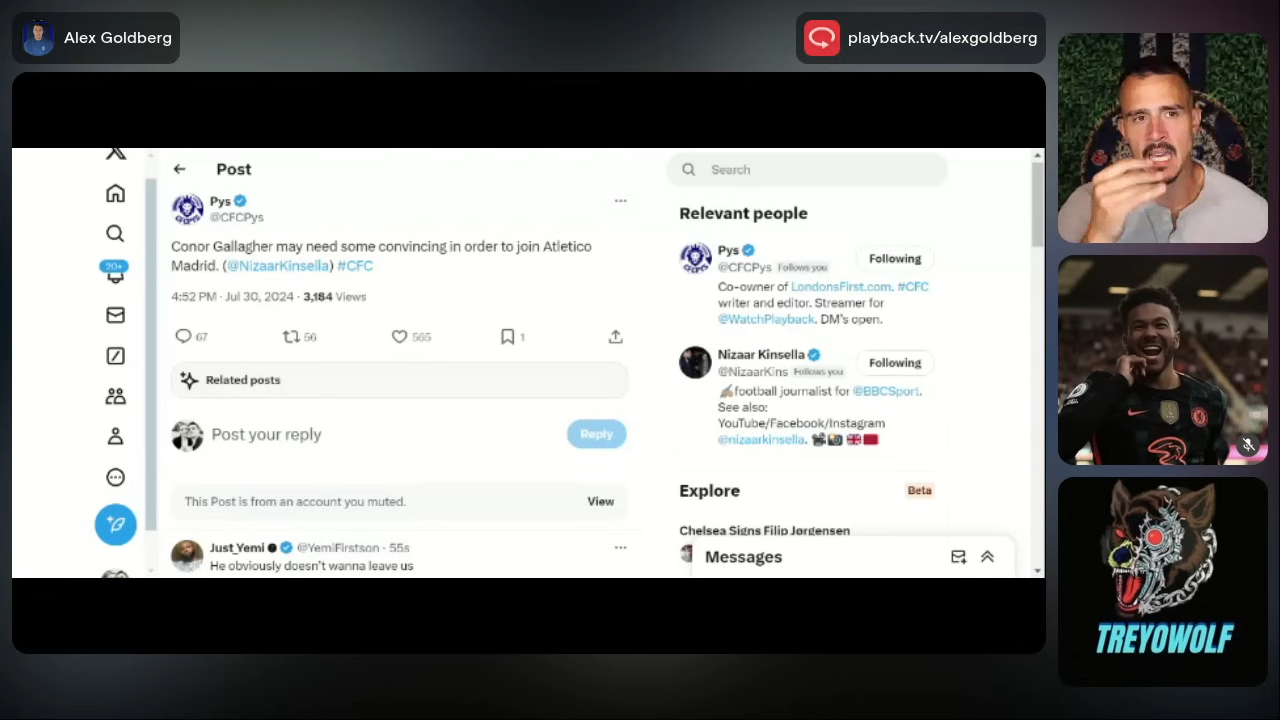 Alex Goldberg
playback.tv/alexgoldberg
Post
Pys
@CFCPys
Conor Gallagher may need some convincing in order to join Atletico
Madrid. (@NizaarKinsella) #CFC
4:52 PM · Jul 30, 2024 · 3,184 Views
67
56
565
1
Related posts
Post your reply
Reply
This Post is from an account you muted.
View
Just_Yemi @YemiFirstson · 55s
He obviously doesn't wanna leave us
20+
Search
Relevant people
Pys
@CFCPys Follows you
Following
Co-owner of LondonsFirst.com. #CFC
writer and editor. Streamer for
@WatchPlayback. DM's open.
Nizaar Kinsella
@NizaarKins Follows you
Following
football journalist for @BBCSport.
See also:
YouTube/Facebook/Instagram
@nizaarkinsella.
Explore
Beta
Chelsea Signs Filip Jørgensen
Messages
TREYOWOLF